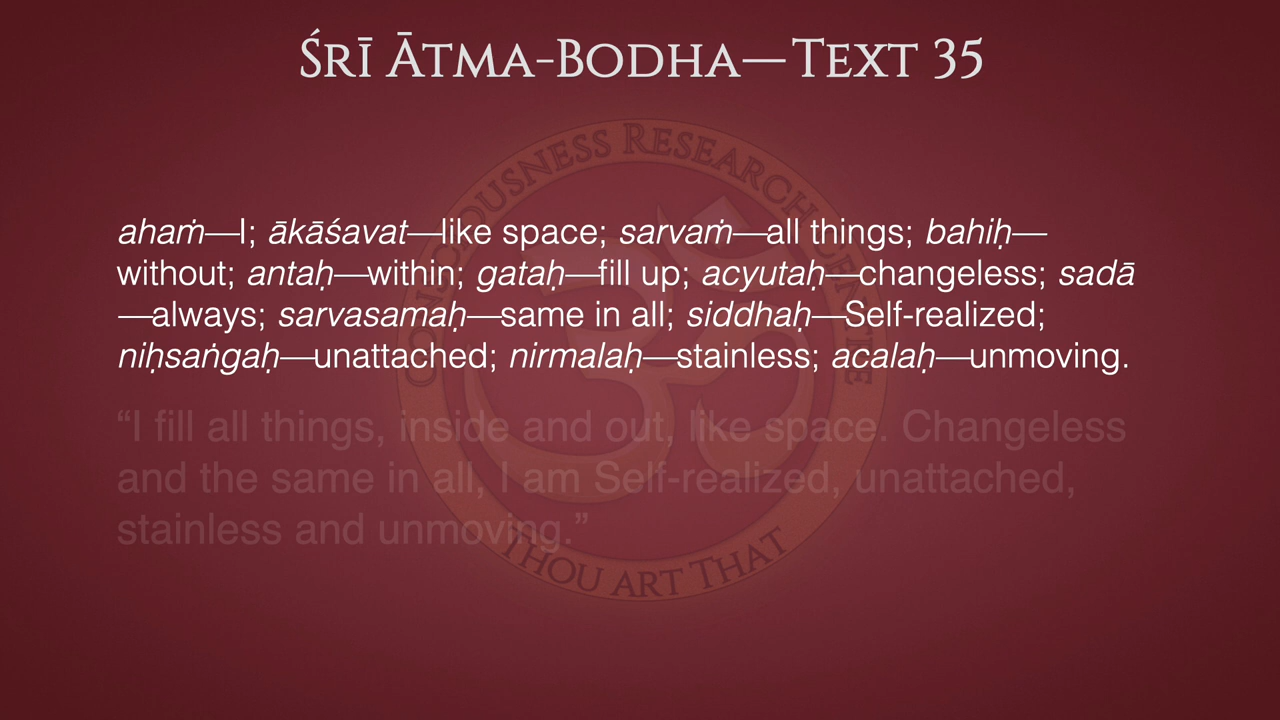 Śrī Ātma-Bodha—Text 35
ahaṁ—I; ākāśavat—like space; sarvaṁ—all things; bahiḥ—
without; antaḥ—within; gataḥ—fill up; acyutaḥ—changeless; sadā
—always; sarvasamaḥ—same in all; siddhaḥ—Self-realized;
niḥsaṅgaḥ—unattached; nirmalaḥ—stainless; acalaḥ—unmoving.
“I fill all things, inside and out, like space. Changeless
and the same in all, I am Self-realized, unattached,
stainless and unmoving.”
Consciousness Research
Thou Art That